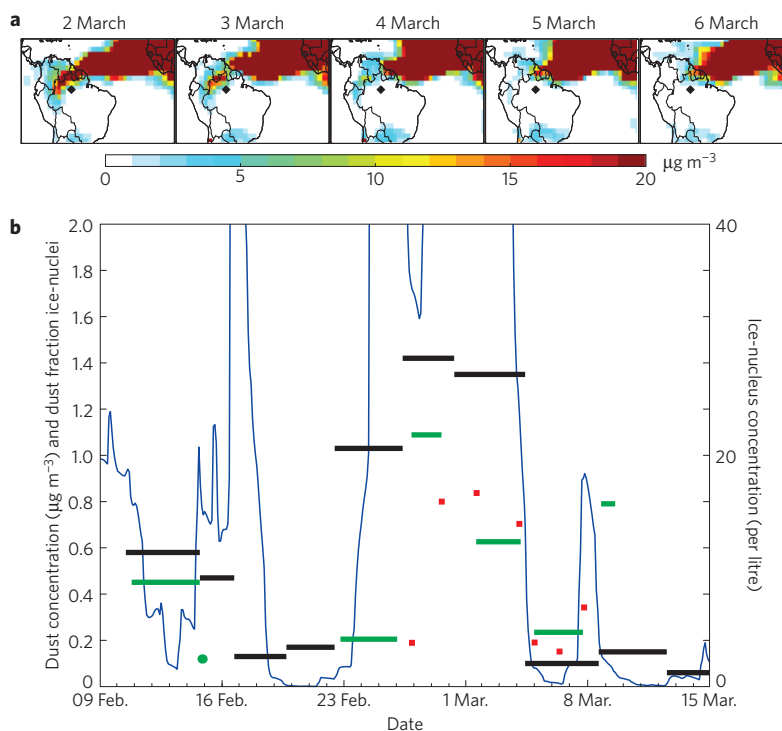 a 2 March 3 March 4 March 5 March 6 March
0 5 10 15 20 µg m⁻³
b
Dust concentration (µg m⁻³) and dust fraction ice-nuclei
2.0
1.8
1.6
1.4
1.2
1.0
0.8
0.6
0.4
0.2
0
40
20
0
Ice-nucleus concentration (per litre)
09 Feb. 16 Feb. 23 Feb. 1 Mar. 8 Mar. 15 Mar.
Date